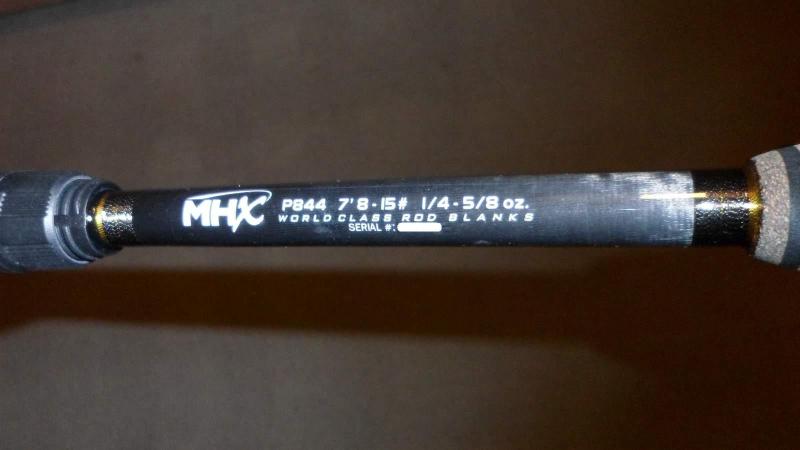 MHX P844 7' 8-15# 1/4-5/8 oz.
WORLD CLASS ROD BLANKS
SERIAL #: